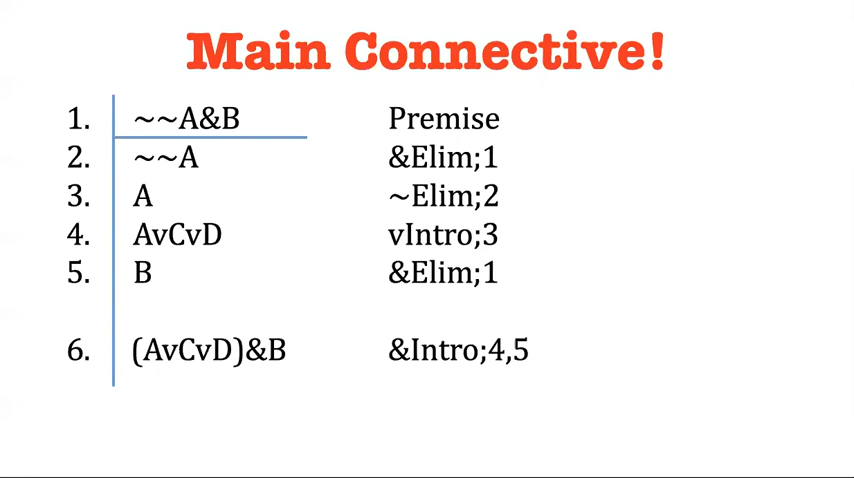 Main Connective!
1. ~~A&B Premise
2. ~~A &Elim;1
3. A ~Elim;2
4. AvCvD vIntro;3
5. B &Elim;1
6. (AvCvD)&B &Intro;4,5